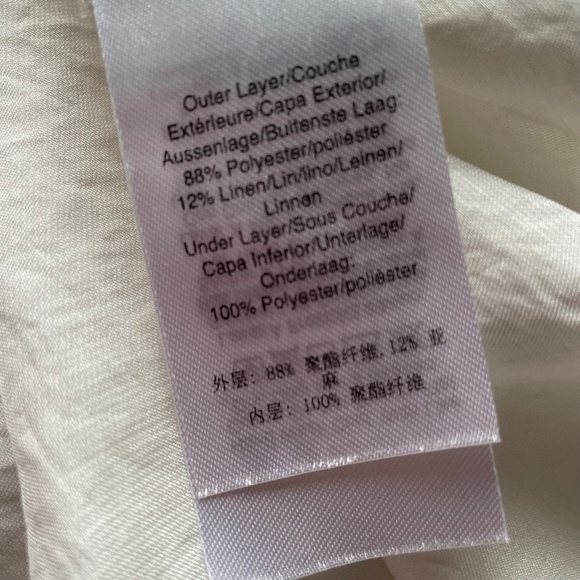 Outer Layer/Couche
Extérieure/Capa Exterior/
Aussenlage/Buitenste Laag:
88% Polyester/poliéster
12% Linen/Lin/lino/Leinen/
Linnen
Under Layer/Sous Couche/
Capa Inferior/Unterlage/
Onderlaag:
100% Polyester/poliéster
外层: 88% 聚酯纤维,12% 亚
麻
内层: 100% 聚酯纤维